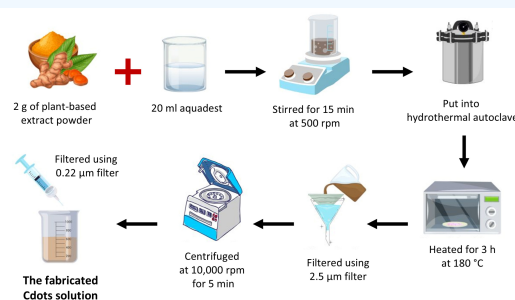 2 g of plant-based
extract powder
20 ml aquadest
Stirred for 15 min
at 500 rpm
Put into
hydrothermal autoclave
Heated for 3 h
at 180 °C
Filtered using
2.5 µm filter
Centrifuged
at 10,000 rpm
for 5 min
Filtered using
0.22 µm filter
The fabricated
Cdots solution